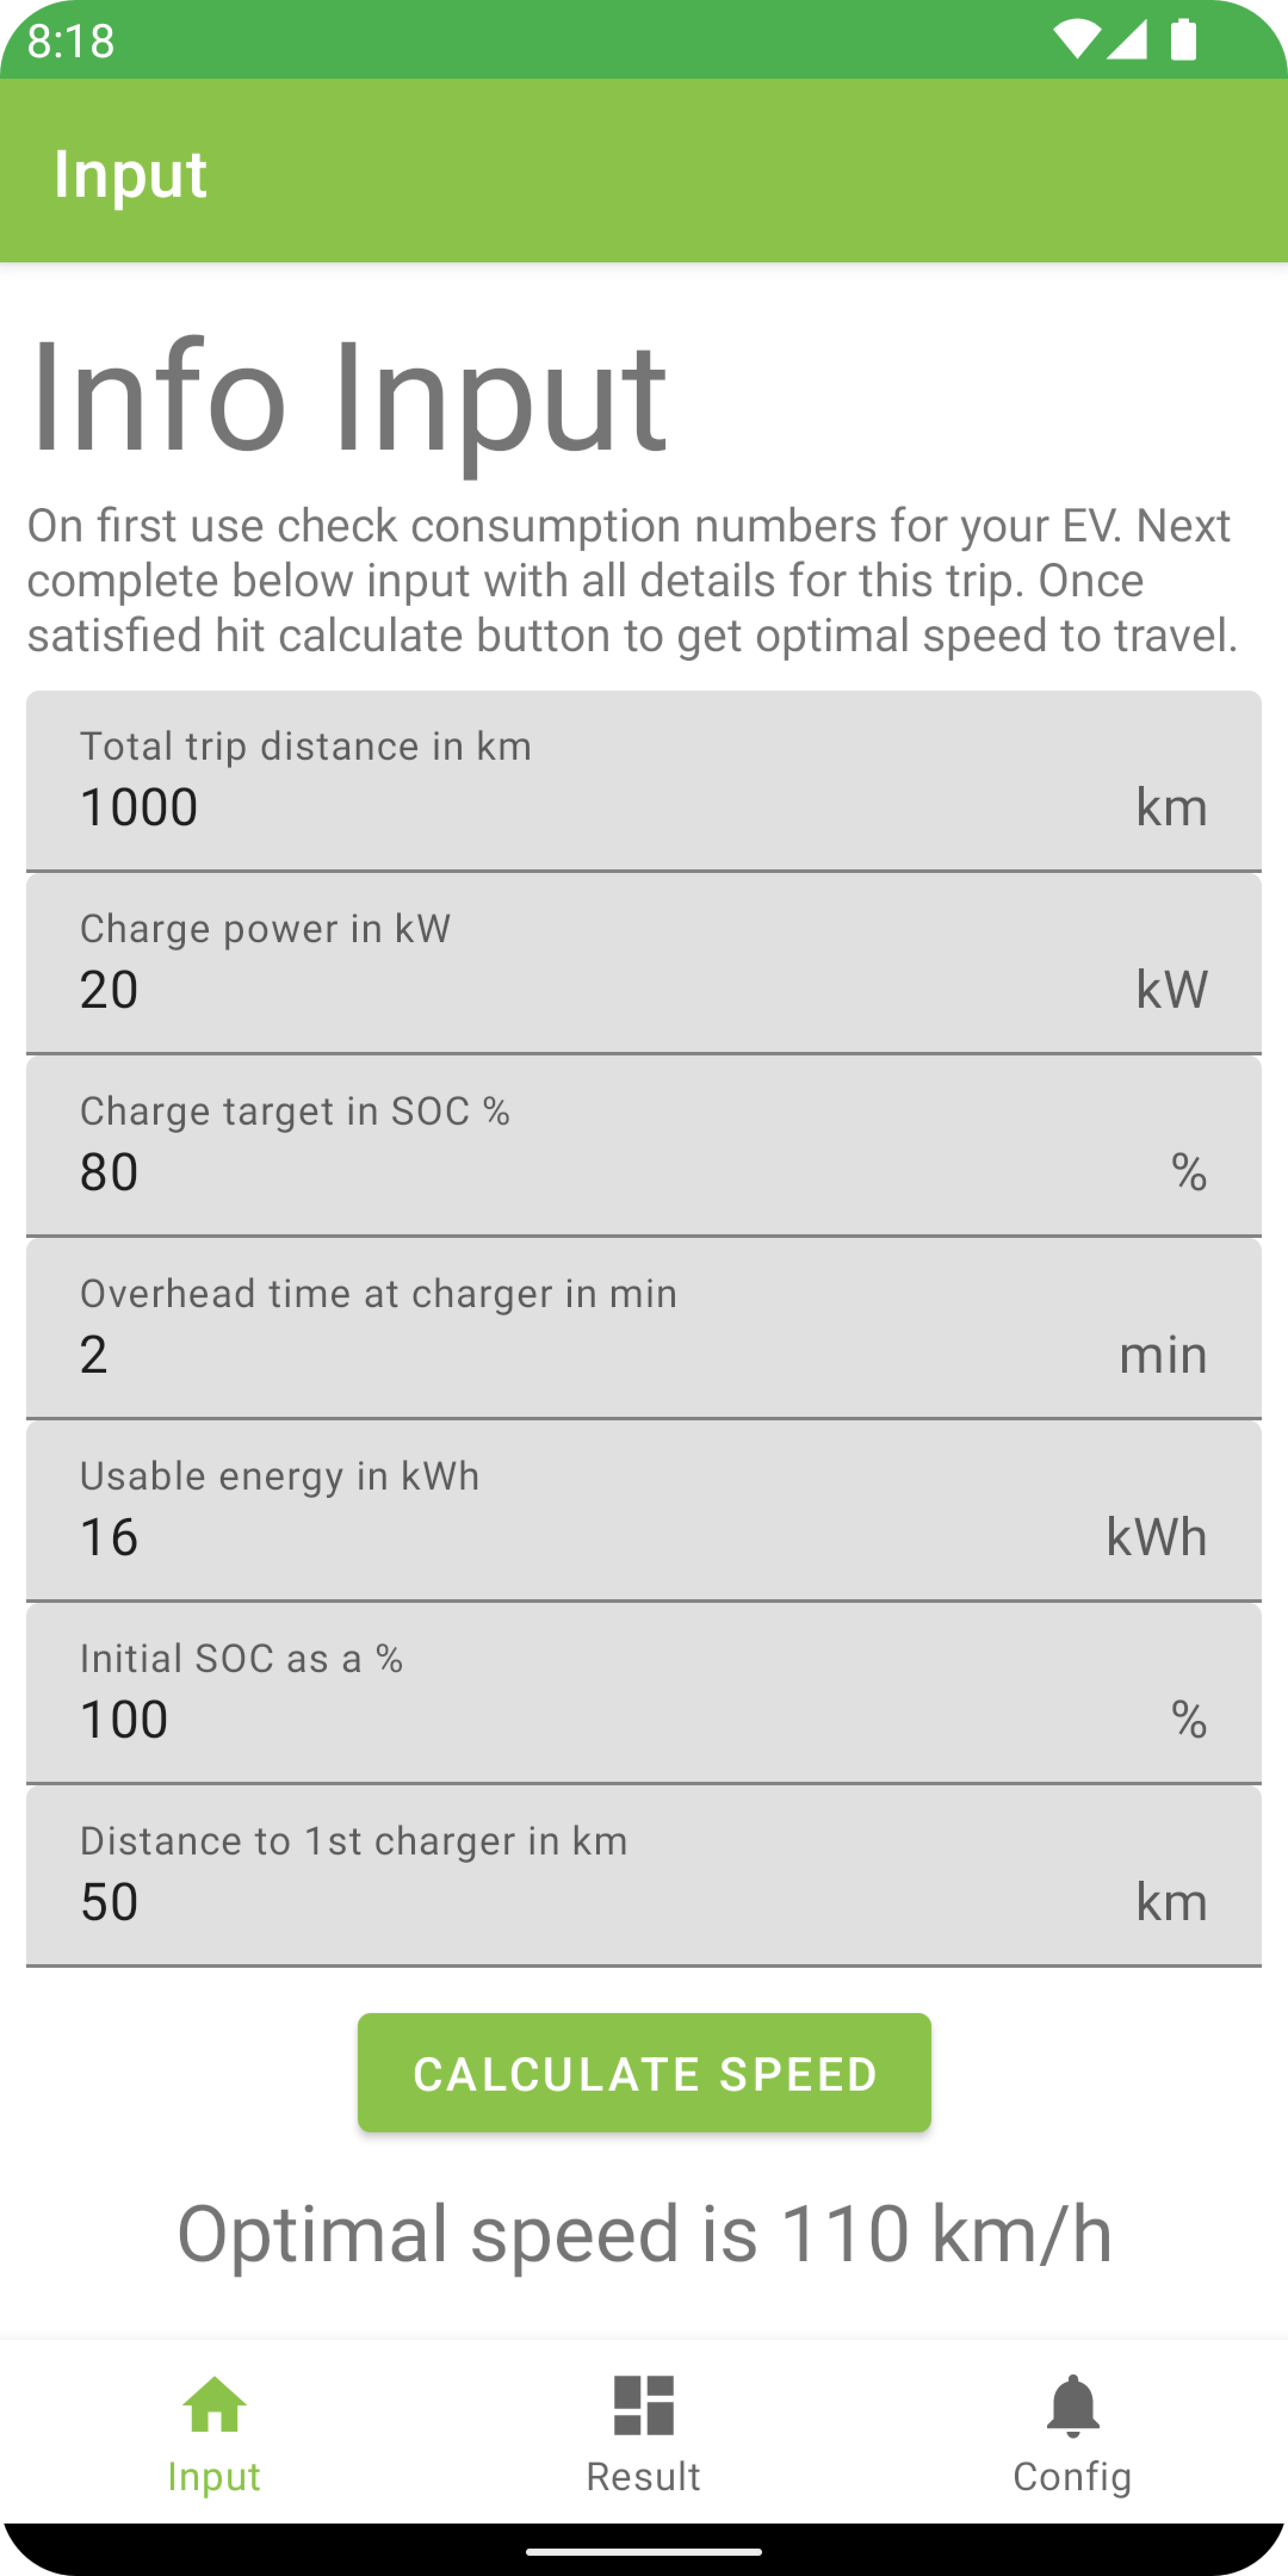 8:18
Input
Info Input
On first use check consumption numbers for your EV. Next
complete below input with all details for this trip. Once
satisfied hit calculate button to get optimal speed to travel.
Total trip distance in km
1000 km
Charge power in kW
20 kW
Charge target in SOC %
80 %
Overhead time at charger in min
2 min
Usable energy in kWh
16 kWh
Initial SOC as a %
100 %
Distance to 1st charger in km
50 km
CALCULATE SPEED
Optimal speed is 110 km/h
Input Result Config